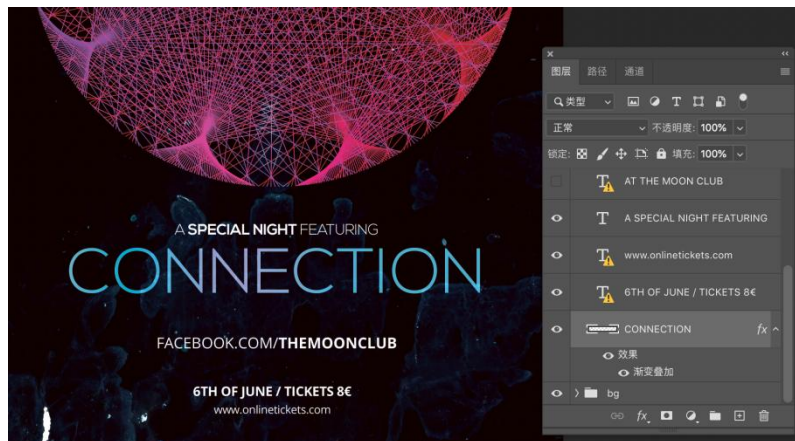 A SPECIAL NIGHT FEATURING
CONNECTION
FACEBOOK.COM/THEMOONCLUB
6TH OF JUNE / TICKETS 8€
www.onlinetickets.com
图层 路径 通道
类型
正常 不透明度: 100%
锁定: 填充: 100%
AT THE MOON CLUB
A SPECIAL NIGHT FEATURING
www.onlinetickets.com
6TH OF JUNE / TICKETS 8€
CONNECTION fx
效果
渐变叠加
bg
fx